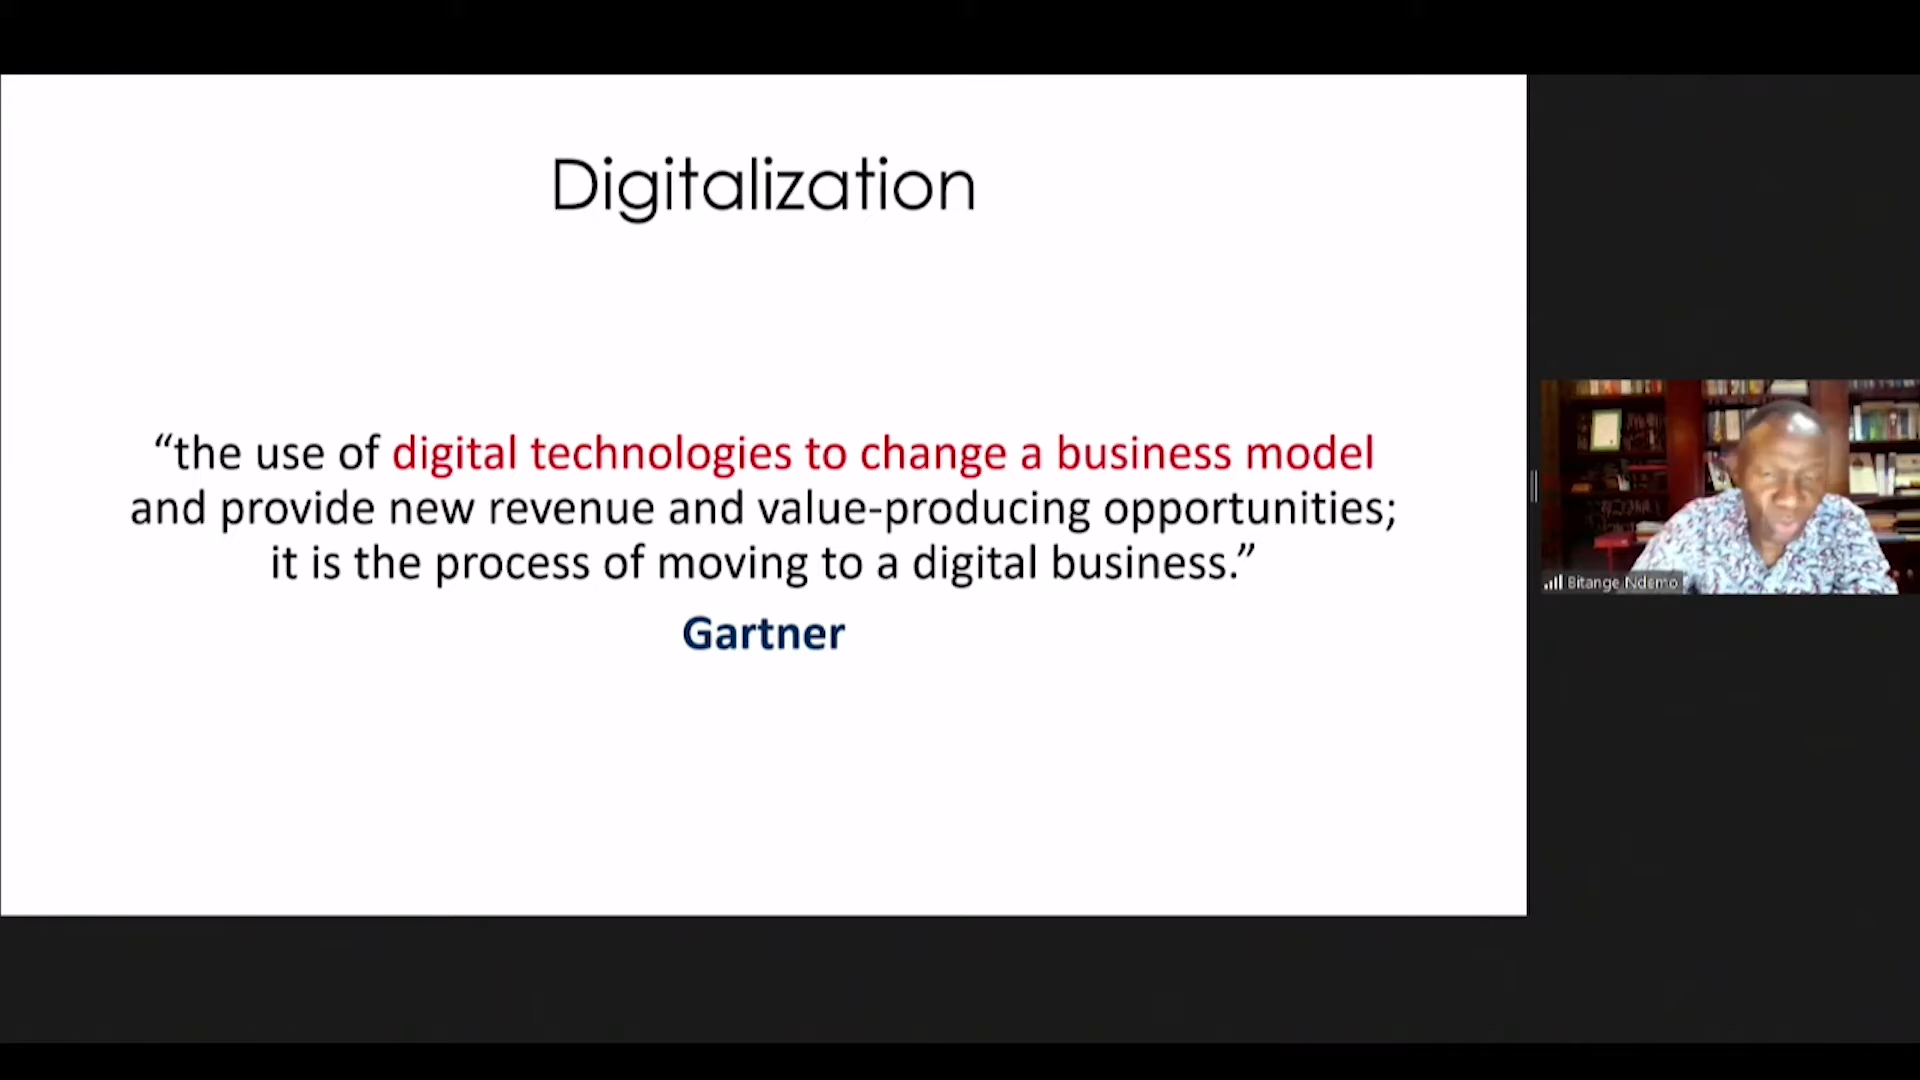 Digitalization
“the use of digital technologies to change a business model
and provide new revenue and value-producing opportunities;
it is the process of moving to a digital business.”
Gartner
Bitange Ndemo